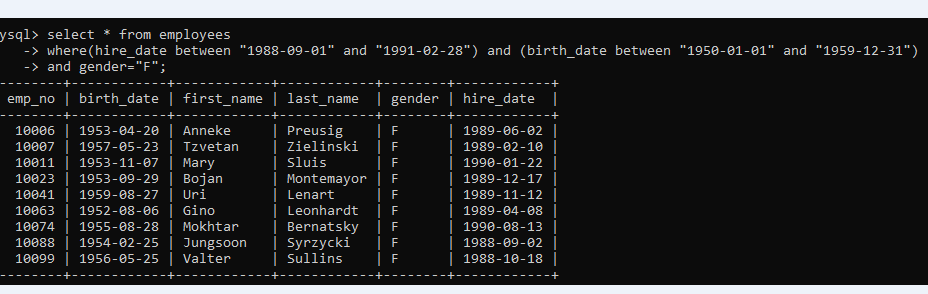 ysql> select * from employees
-> where(hire_date between "1988-09-01" and "1991-02-28") and (birth_date between "1950-01-01" and "1959-12-31")
-> and gender="F";
--------+------------+------------+------------+--------+------------+
emp_no | birth_date | first_name | last_name | gender | hire_date |
--------+------------+------------+------------+--------+------------+
10006 | 1953-04-20 | Anneke | Preusig | F | 1989-06-02 |
10007 | 1957-05-23 | Tzvetan | Zielinski | F | 1989-02-10 |
10011 | 1953-11-07 | Mary | Sluis | F | 1990-01-22 |
10023 | 1953-09-29 | Bojan | Montemayor | F | 1989-12-17 |
10041 | 1959-08-27 | Uri | Lenart | F | 1989-11-12 |
10063 | 1952-08-06 | Gino | Leonhardt | F | 1989-04-08 |
10074 | 1955-08-28 | Mokhtar | Bernatsky | F | 1990-08-13 |
10088 | 1954-02-25 | Jungsoon | Syrzycki | F | 1988-09-02 |
10099 | 1956-05-25 | Valter | Sullins | F | 1988-10-18 |
--------+------------+------------+------------+--------+------------+